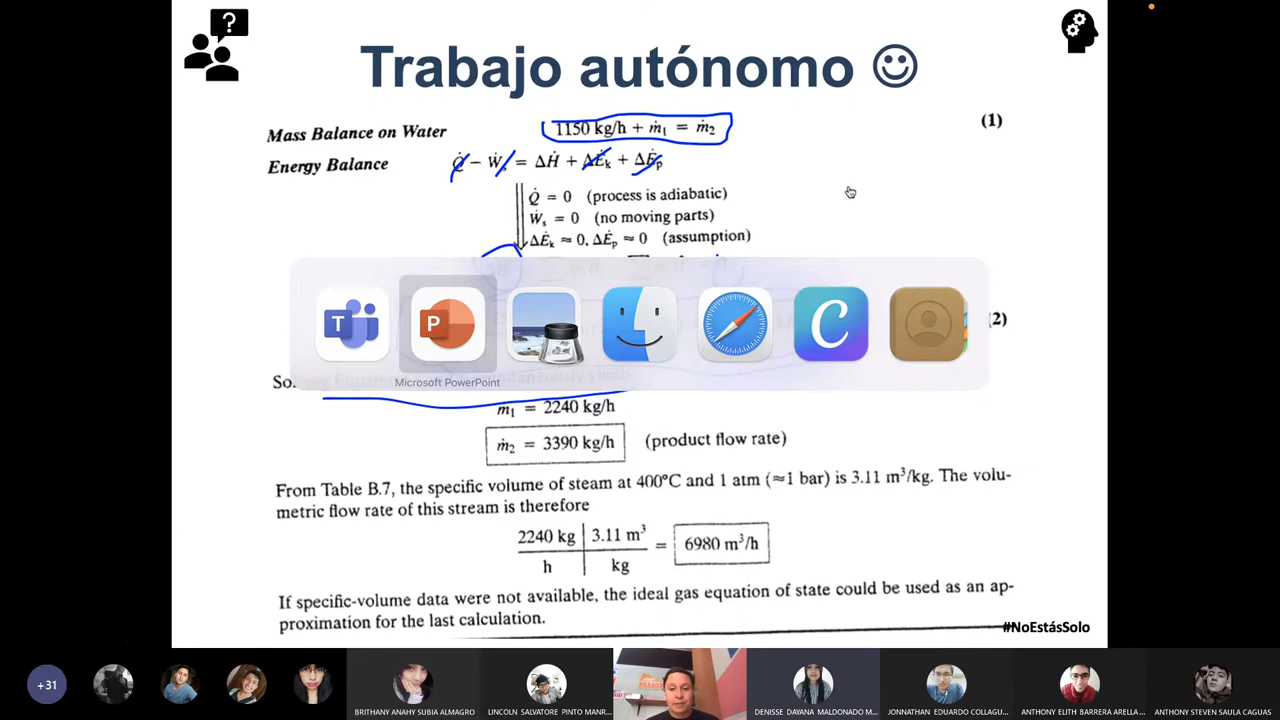 Trabajo autónomo
Mass Balance on Water 1150 kg/h + ṁ₁ = ṁ₂ (1)
Energy Balance Q̇ − Ẇₛ = ΔḢ + ΔĖₖ + ΔĖₚ
Q̇ = 0 (process is adiabatic)
Ẇₛ = 0 (no moving parts)
ΔĖₖ ≈ 0, ΔĖₚ ≈ 0 (assumption)
T
P
C
(2)
Microsoft PowerPoint
ṁ₁ = 2240 kg/h
ṁ₂ = 3390 kg/h (product flow rate)
From Table B.7, the specific volume of steam at 400°C and 1 atm (≈1 bar) is 3.11 m³/kg. The volu-
metric flow rate of this stream is therefore
2240 kg | 3.11 m³ = 6980 m³/h
h | kg
If specific-volume data were not available, the ideal gas equation of state could be used as an ap-
proximation for the last calculation.
#NoEstásSolo
+31
BRITHANY ANAHY SUBIA ALMAGRO
LINCOLN SALVATORE PINTO MANR...
DENISSE DAYANA MALDONADO M...
JONNATHAN EDUARDO COLLAGU...
ANTHONY ELITH BARRERA ARELLA...
ANTHONY STEVEN SAULA CAGUAS